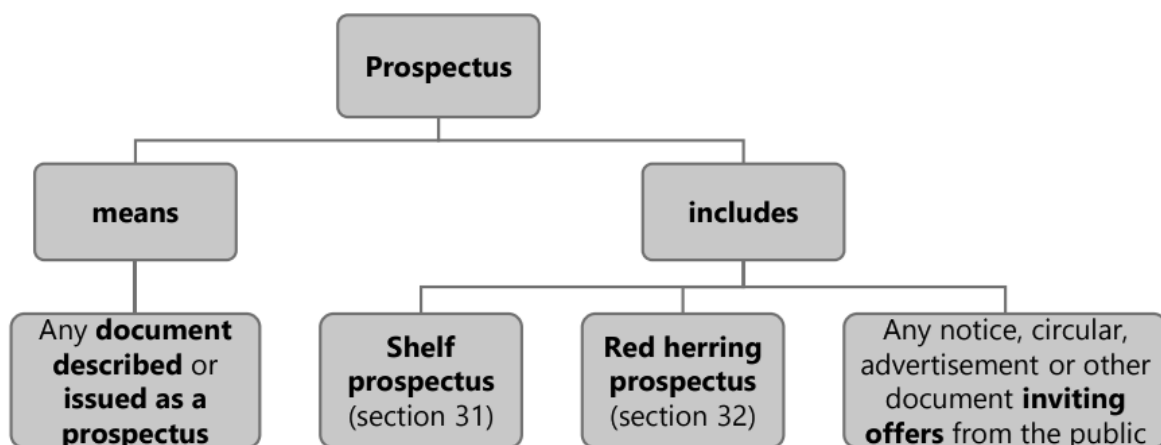 Prospectus
means
includes
Any document
described or
issued as a
prospectus
Shelf
prospectus
(section 31)
Red herring
prospectus
(section 32)
Any notice, circular,
advertisement or other
document inviting
offers from the public